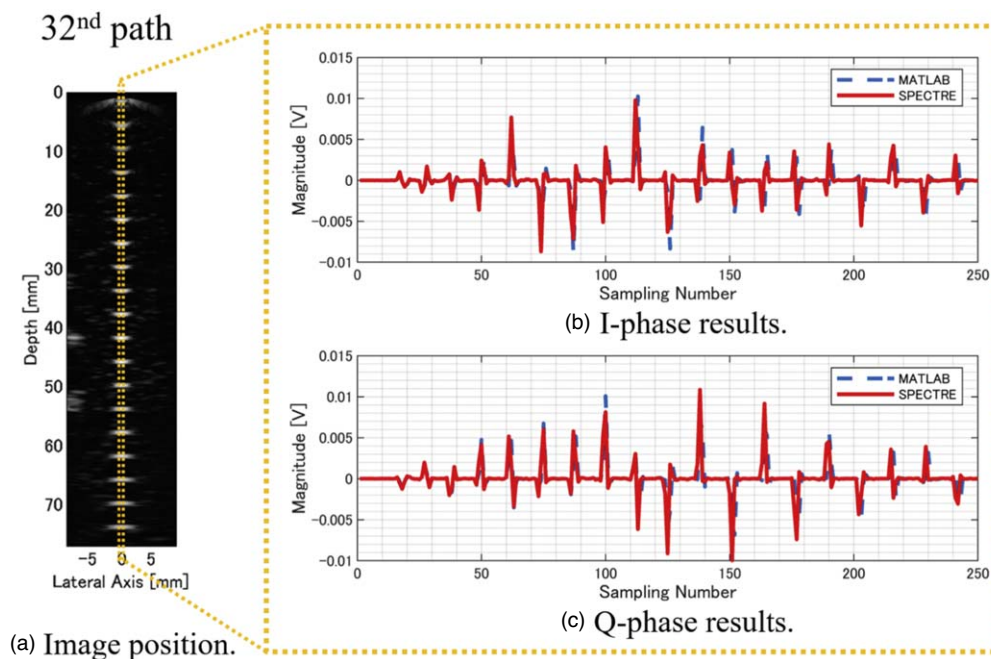 32nd path
0
10
20
30
40
50
60
70
Depth [mm]
-5 0 5
Lateral Axis [mm]
(a) Image position.
0.015
0.01
0.005
0
-0.005
-0.01
Magnitude [V]
MATLAB
SPECTRE
0 50 100 150 200 250
Sampling Number
(b) I-phase results.
0.015
0.01
0.005
0
-0.005
-0.01
Magnitude [V]
MATLAB
SPECTRE
0 50 100 150 200 250
Sampling Number
(c) Q-phase results.